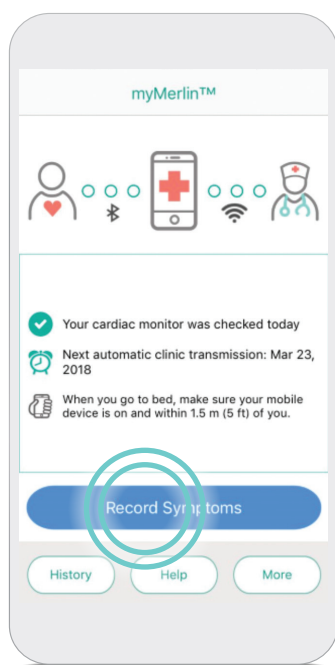 myMerlin™
Your cardiac monitor was checked today
Next automatic clinic transmission: Mar 23,
2018
When you go to bed, make sure your mobile
device is on and within 1.5 m (5 ft) of you.
Record Symptoms
History
Help
More